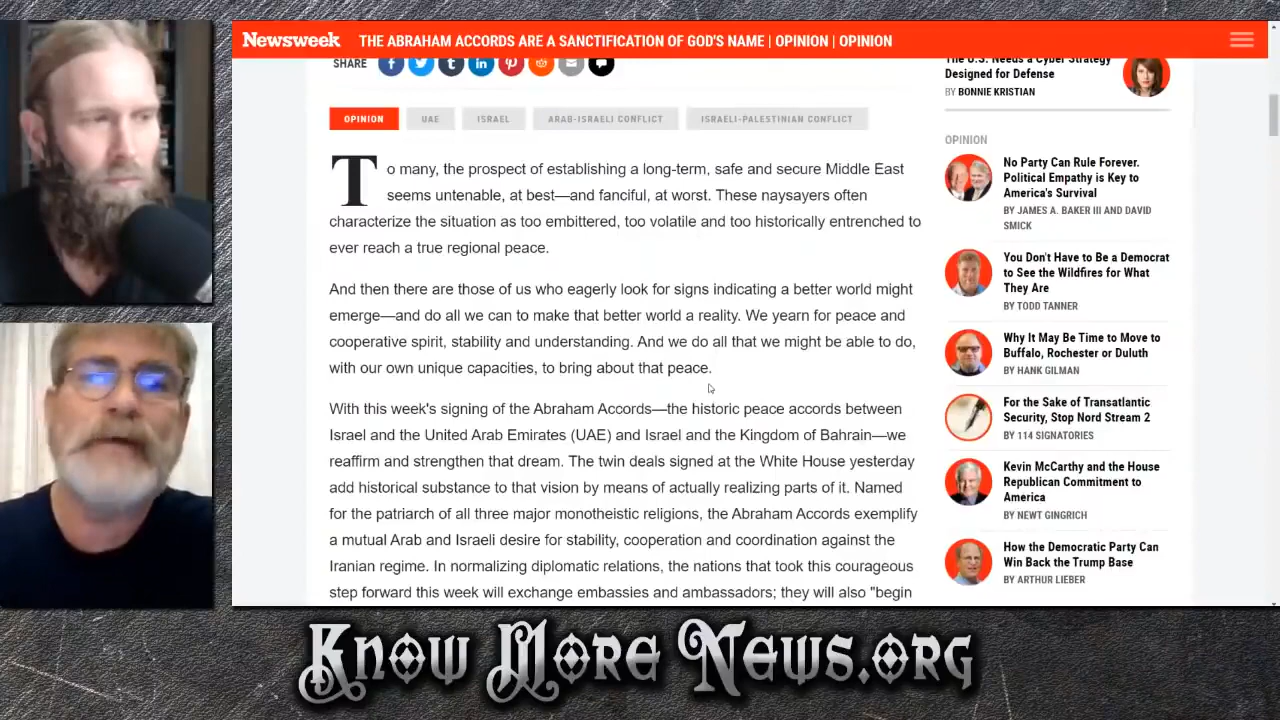 Newsweek THE ABRAHAM ACCORDS ARE A SANCTIFICATION OF GOD'S NAME | OPINION | OPINION
SHARE
OPINION UAE ISRAEL ARAB-ISRAELI CONFLICT ISRAELI-PALESTINIAN CONFLICT
To many, the prospect of establishing a long-term, safe and secure Middle East
seems untenable, at best—and fanciful, at worst. These naysayers often
characterize the situation as too embittered, too volatile and too historically entrenched to
ever reach a true regional peace.
And then there are those of us who eagerly look for signs indicating a better world might
emerge—and do all we can to make that better world a reality. We yearn for peace and
cooperative spirit, stability and understanding. And we do all that we might be able to do,
with our own unique capacities, to bring about that peace.
With this week's signing of the Abraham Accords—the historic peace accords between
Israel and the United Arab Emirates (UAE) and Israel and the Kingdom of Bahrain—we
reaffirm and strengthen that dream. The twin deals signed at the White House yesterday
add historical substance to that vision by means of actually realizing parts of it. Named
for the patriarch of all three major monotheistic religions, the Abraham Accords exemplify
a mutual Arab and Israeli desire for stability, cooperation and coordination against the
Iranian regime. In normalizing diplomatic relations, the nations that took this courageous
step forward this week will exchange embassies and ambassadors; they will also "begin
The U.S. Needs a Cyber Strategy
Designed for Defense
BY BONNIE KRISTIAN
OPINION
No Party Can Rule Forever.
Political Empathy is Key to
America's Survival
BY JAMES A. BAKER III AND DAVID
SMICK
You Don't Have to Be a Democrat
to See the Wildfires for What
They Are
BY TODD TANNER
Why It May Be Time to Move to
Buffalo, Rochester or Duluth
BY HANK GILMAN
For the Sake of Transatlantic
Security, Stop Nord Stream 2
BY 114 SIGNATORIES
Kevin McCarthy and the House
Republican Commitment to
America
BY NEWT GINGRICH
How the Democratic Party Can
Win Back the Trump Base
BY ARTHUR LIEBER
Know More News.org